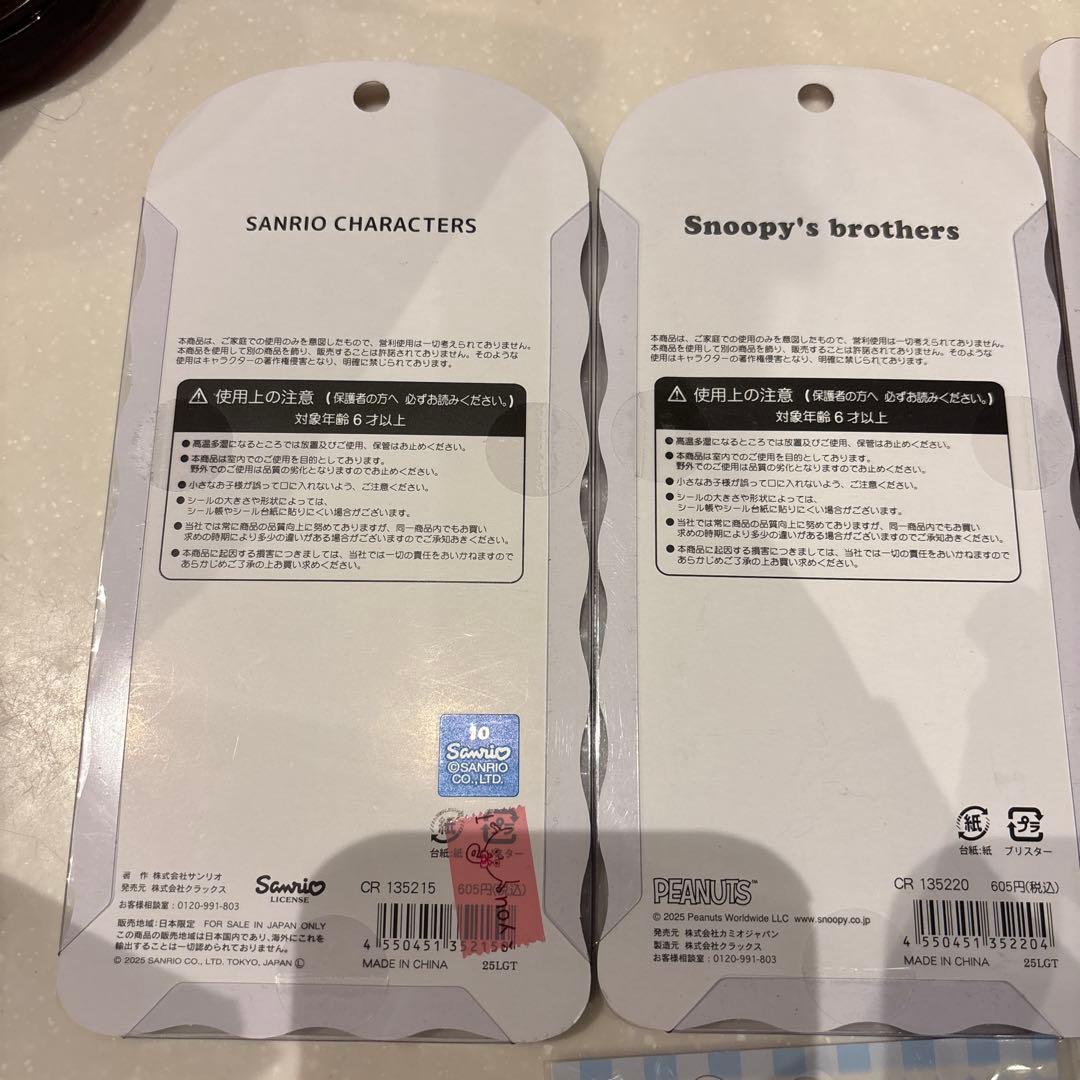 SANRIO CHARACTERS
本商品は、ご家庭での使用のみを意図したもので、営利使用は一切考えられておりません。
本商品を使用して別の商品を飾り、販売することは許諾されておりません。そのような
使用はキャラクターの著作権侵害となり、明確に禁じられております。
⚠ 使用上の注意 (保護者の方へ 必ずお読みください。)
対象年齢6才以上
●高温多湿になるところでは放置及びご使用、保管はお止めください。
●本商品は室内でのご使用を目的としております。
野外でのご使用は品質の劣化となりますのでお止めください。
●小さなお子様が誤って口に入れないよう、ご注意ください。
●シールの大きさや形状によっては、
シール帳やシール台紙に貼りにくい場合がございます。
●当社では常に商品の品質向上に努めておりますが、同一商品内でもお買い
求めの時期により多少の違いがある場合がございますのでご承知おきください。
●本商品に起因する損害につきましては、当社では一切の責任をおいかねますので
あらかじめご了承の上お買い求めください。
10
Sanrio
©SANRIO
CO.,LTD.
紙
プラ
台紙:紙
スター
著 作 株式会社サンリオ
発売元 株式会社クラックス
お客様相談室:0120-991-803
Sanrio
LICENSE
CR 135215 605円(税込)
販売地域:日本限定 FOR SALE IN JAPAN ONLY
この商品の販売地域は日本国内であり、海外にこれを
輸出することは一切認められておりません。
© 2025 SANRIO CO., LTD. TOKYO, JAPAN Ⓛ
4 550451 35215
MADE IN CHINA 25LGT
Snoopy's brothers
本商品は、ご家庭での使用のみを意図したもので、営利使用は一切考えられておりません。
本商品を使用して別の商品を飾り、販売することは許諾されておりません。そのような
使用はキャラクターの著作権侵害となり、明確に禁じられております。
⚠ 使用上の注意 (保護者の方へ 必ずお読みください。)
対象年齢6才以上
●高温多湿になるところでは放置及びご使用、保管はお止めください。
●本商品は室内でのご使用を目的としております。
野外でのご使用は品質の劣化となりますのでお止めください。
●小さなお子様が誤って口に入れないよう、ご注意ください。
●シールの大きさや形状によっては、
シール帳やシール台紙に貼りにくい場合がございます。
●当社では常に商品の品質向上に努めておりますが、同一商品内でもお買い
求めの時期により多少の違いがある場合がございますのでご承知おきください。
●本商品に起因する損害につきましては、当社では一切の責任をおいかねますので
あらかじめご了承の上お買い求めください。
紙
プラ
台紙:紙
ブリスター
PEANUTS™
CR 135220 605円(税込)
© 2025 Peanuts Worldwide LLC www.snoopy.co.jp
発売元 株式会社カミオジャパン
製造元 株式会社クラックス
お客様相談室:0120-991-803
4 550451 352204
MADE IN CHINA 25LGT